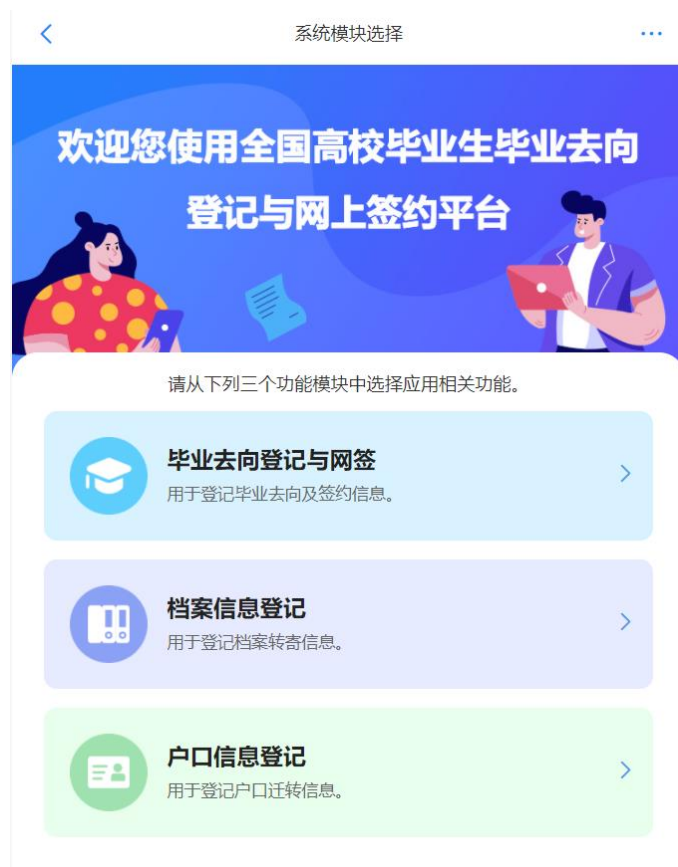 系统模块选择
欢迎您使用全国高校毕业生毕业去向
登记与网上签约平台
请从下列三个功能模块中选择应用相关功能。
毕业去向登记与网签
用于登记毕业去向及签约信息。
档案信息登记
用于登记档案转寄信息。
户口信息登记
用于登记户口迁转信息。